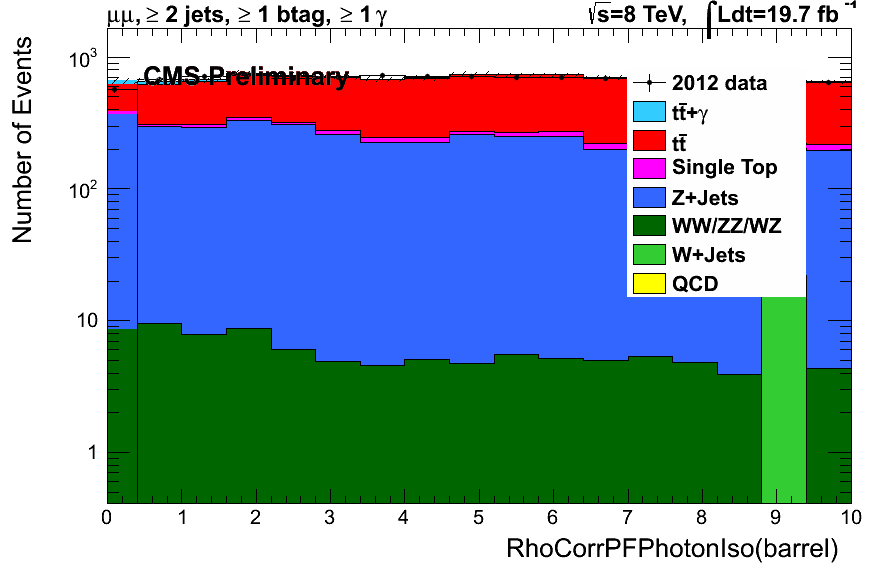 μμ, ≥ 2 jets, ≥ 1 btag, ≥ 1 γ
√s=8 TeV, ∫Ldt=19.7 fb⁻¹
CMS Preliminary
2012 data
tt̄+γ
tt̄
Single Top
Z+Jets
WW/ZZ/WZ
W+Jets
QCD
Number of Events
10³
10²
10
1
0 1 2 3 4 5 6 7 8 9 10
RhoCorrPFPhotonIso(barrel)